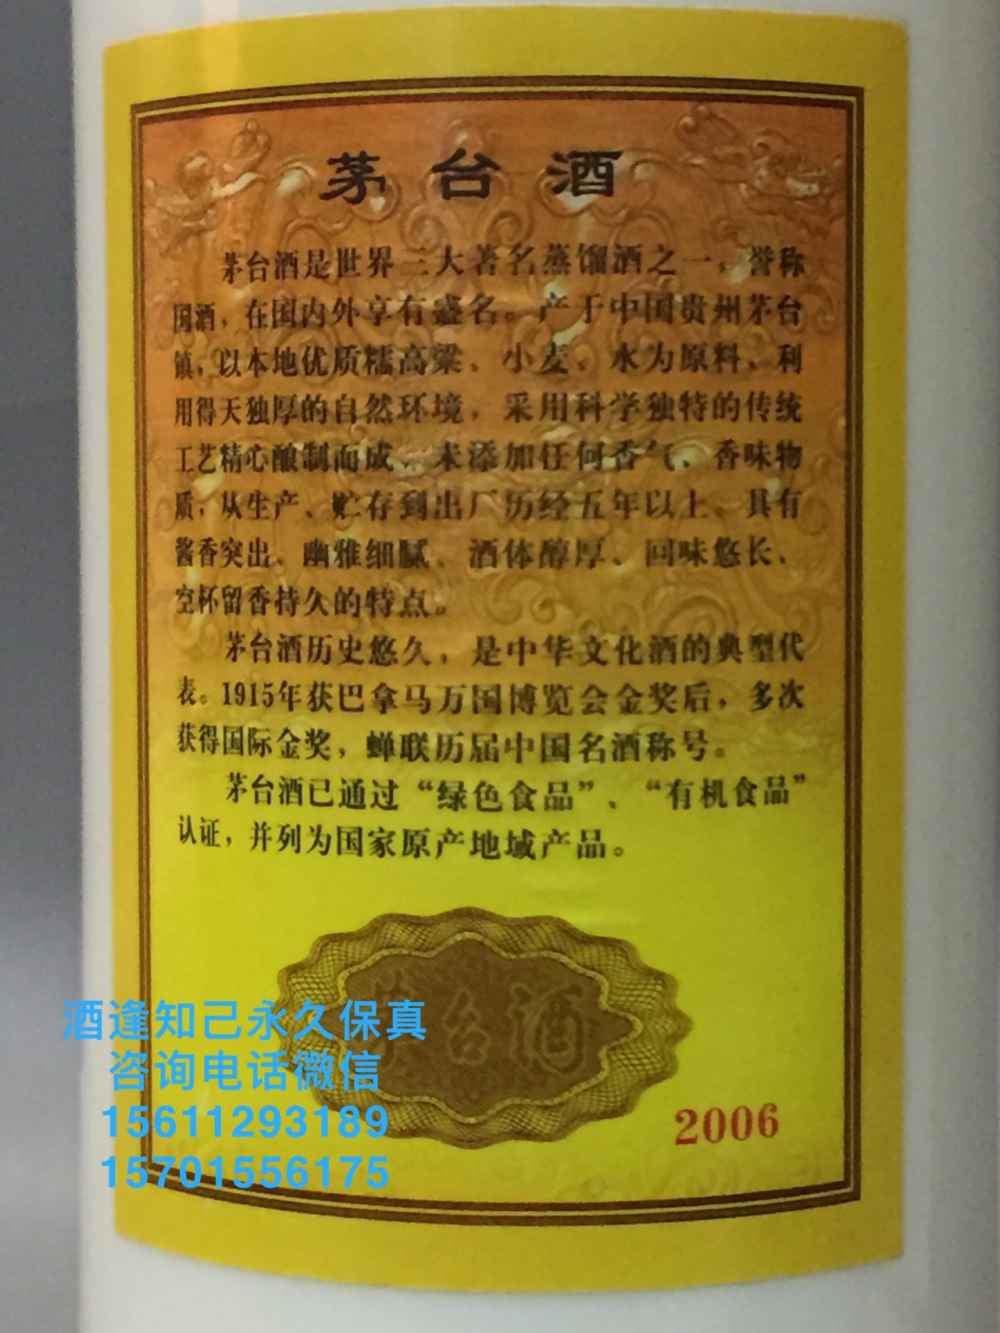 茅台酒
茅台酒是世界三大著名蒸馏酒之一，誉称
国酒，在国内外享有盛名。产于中国贵州茅台
镇，以本地优质糯高粱、小麦、水为原料，利
用得天独厚的自然环境，采用科学独特的传统
工艺精心酿制而成，未添加任何香气、香味物
质，从生产、贮存到出厂历经五年以上。具有
酱香突出、幽雅细腻、酒体醇厚、回味悠长、
空杯留香持久的特点。
茅台酒历史悠久，是中华文化酒的典型代
表。1915年获巴拿马万国博览会金奖后，多次
获得国际金奖，蝉联历届中国名酒称号。
茅台酒已通过“绿色食品”、“有机食品”
认证，并列为国家原产地域产品。
茅台酒
酒逢知己永久保真
咨询电话微信
15611293189
15701556175
2006